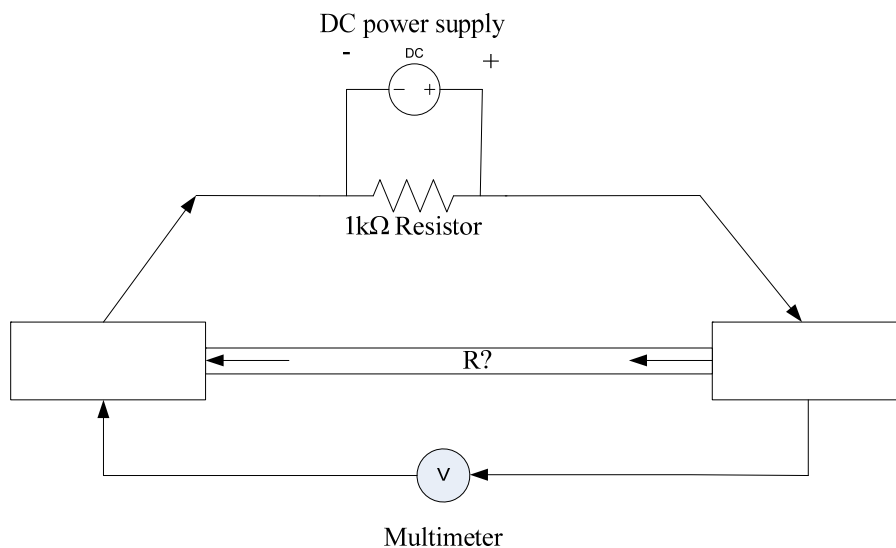 DC power supply
- DC +
− +
1kΩ Resistor
R?
V
Multimeter